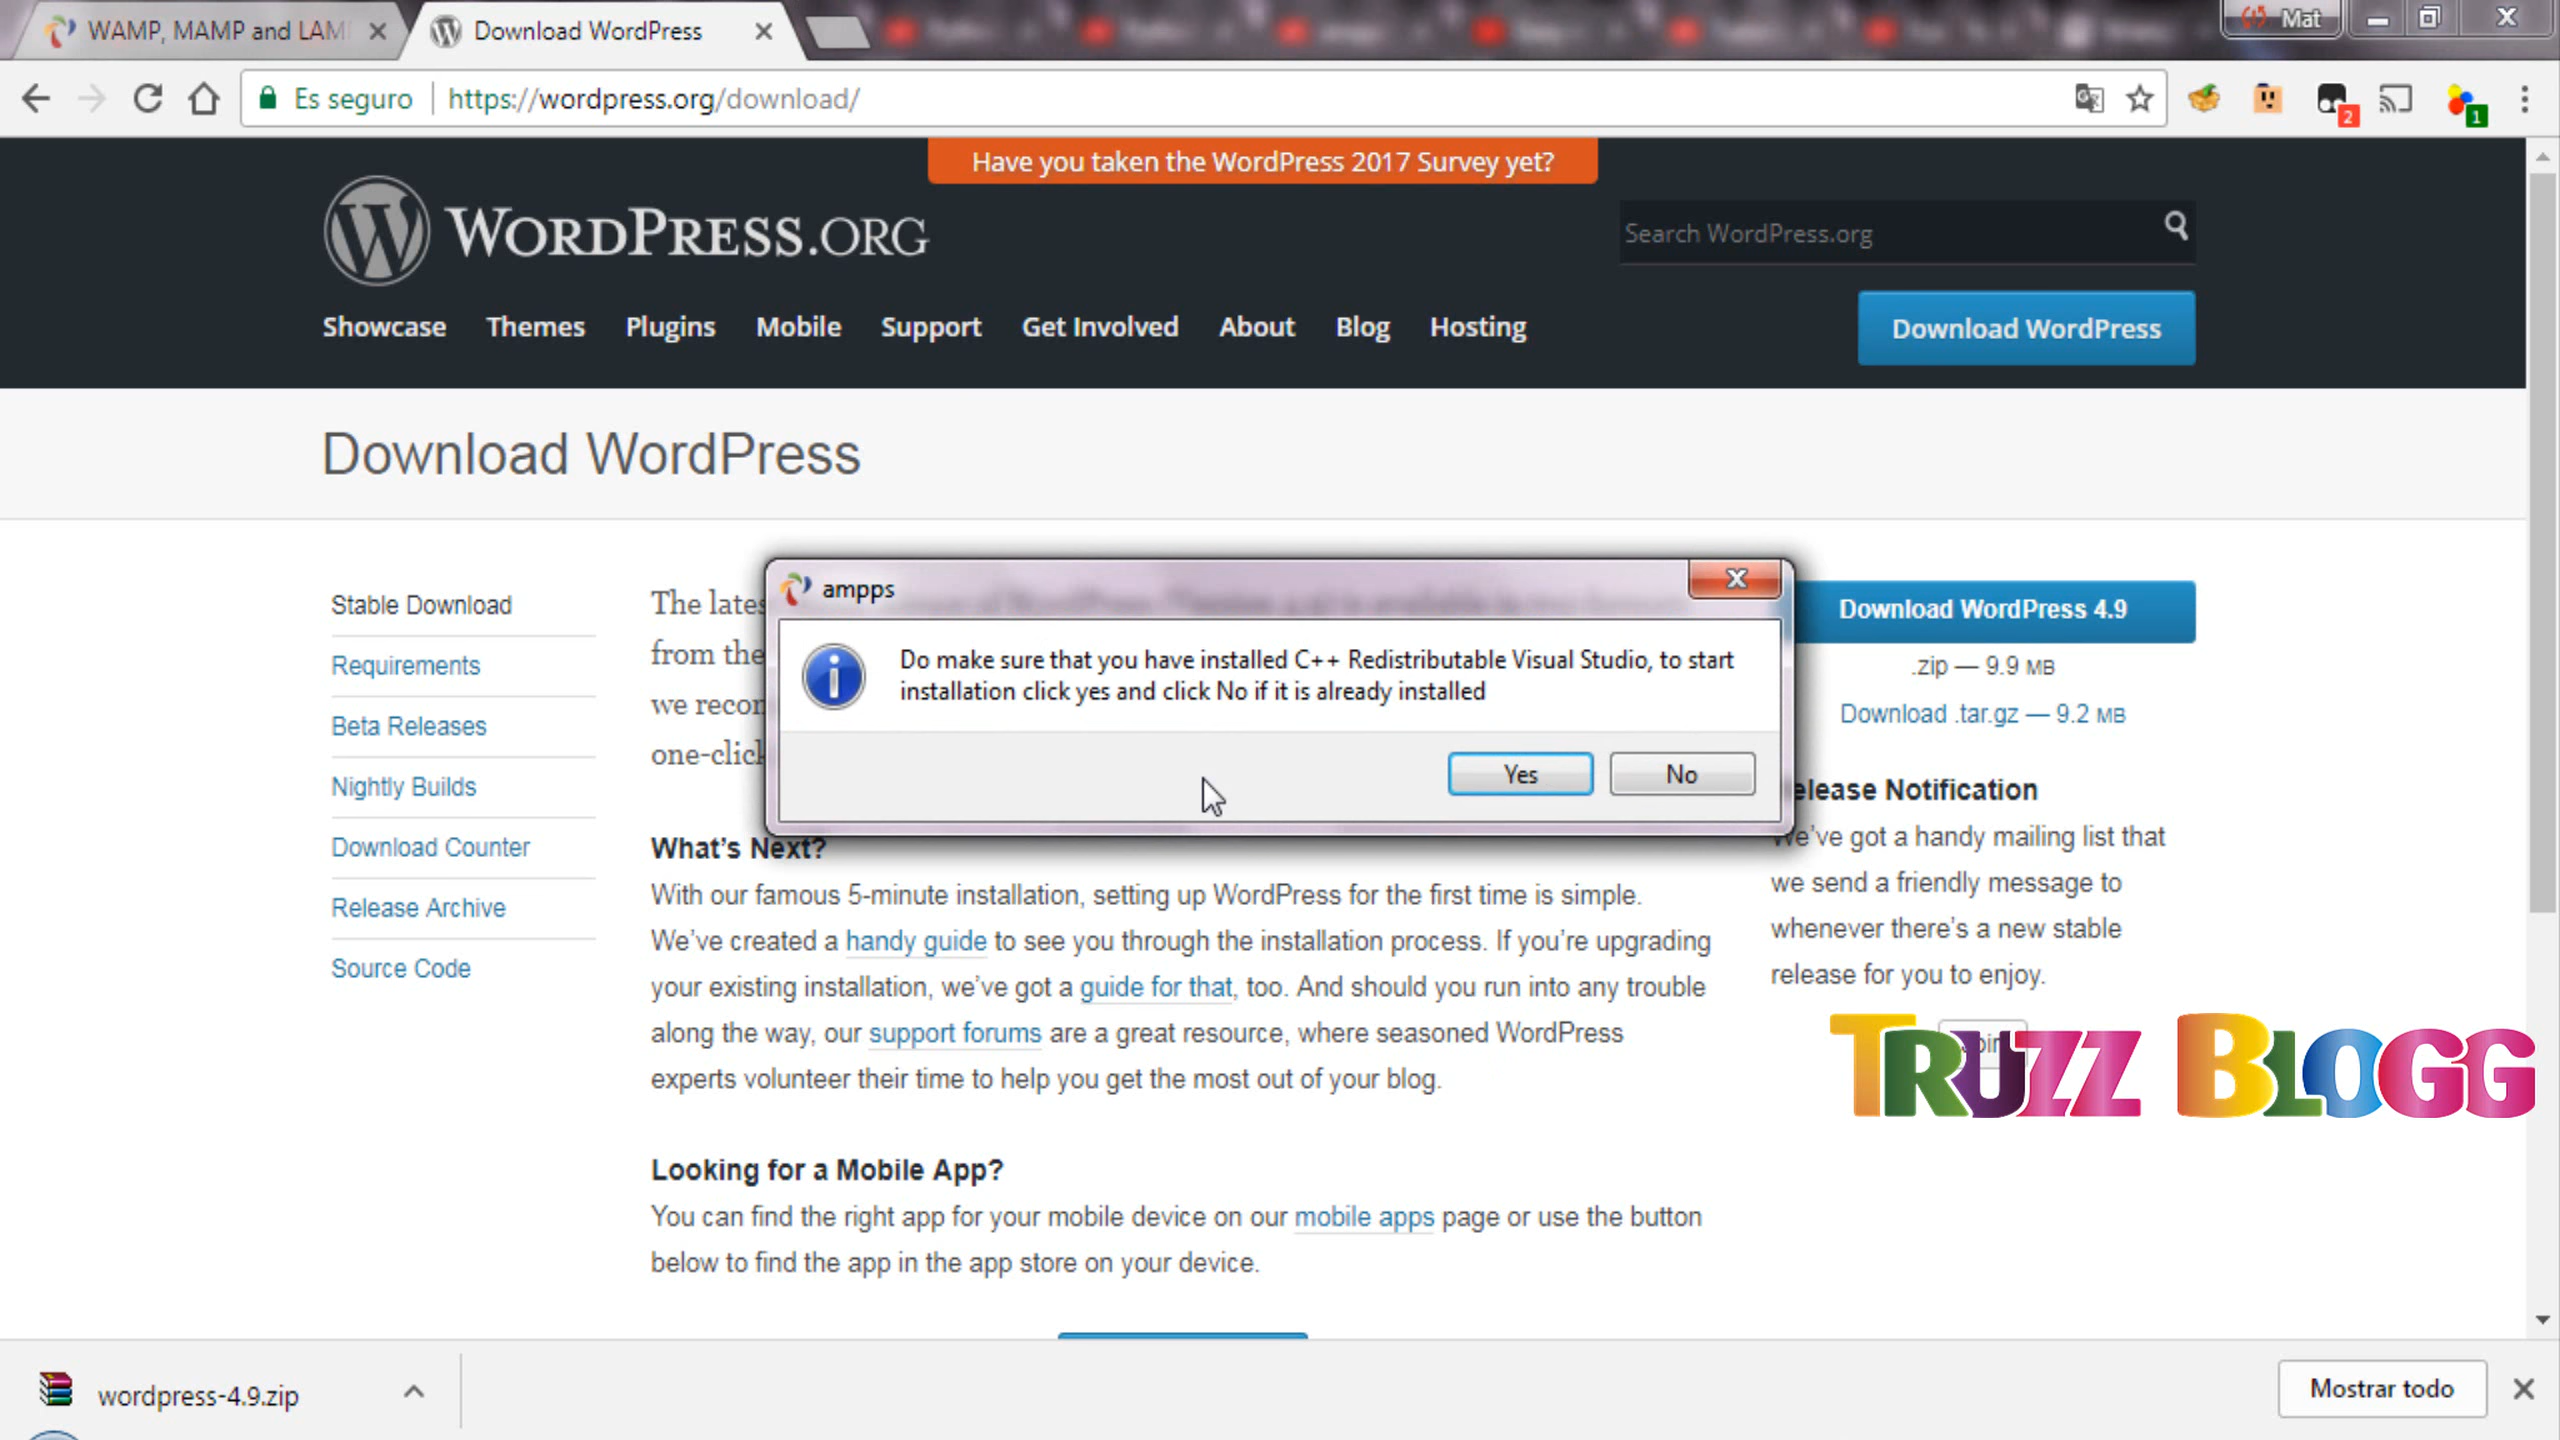 WAMP, MAMP and LAM
Download WordPress
Mat
Es seguro
https://wordpress.org/download/
2
1
Have you taken the WordPress 2017 Survey yet?
WORDPRESS.ORG
Search WordPress.org
Showcase Themes Plugins Mobile Support Get Involved About Blog Hosting
Download WordPress
Download WordPress
Stable Download
Requirements
Beta Releases
Nightly Builds
Download Counter
Release Archive
Source Code
The lates
from the
we recor
one-click
ampps
Do make sure that you have installed C++ Redistributable Visual Studio, to start
installation click yes and click No if it is already installed
Yes
No
Download WordPress 4.9
.zip — 9.9 MB
Download .tar.gz — 9.2 MB
What's Next?
With our famous 5-minute installation, setting up WordPress for the first time is simple.
We've created a handy guide to see you through the installation process. If you're upgrading
your existing installation, we've got a guide for that, too. And should you run into any trouble
along the way, our support forums are a great resource, where seasoned WordPress
experts volunteer their time to help you get the most out of your blog.
Looking for a Mobile App?
You can find the right app for your mobile device on our mobile apps page or use the button
below to find the app in the app store on your device.
elease Notification
We've got a handy mailing list that
we send a friendly message to
whenever there's a new stable
release for you to enjoy.
TRUZZ BLOGG
wordpress-4.9.zip
Mostrar todo